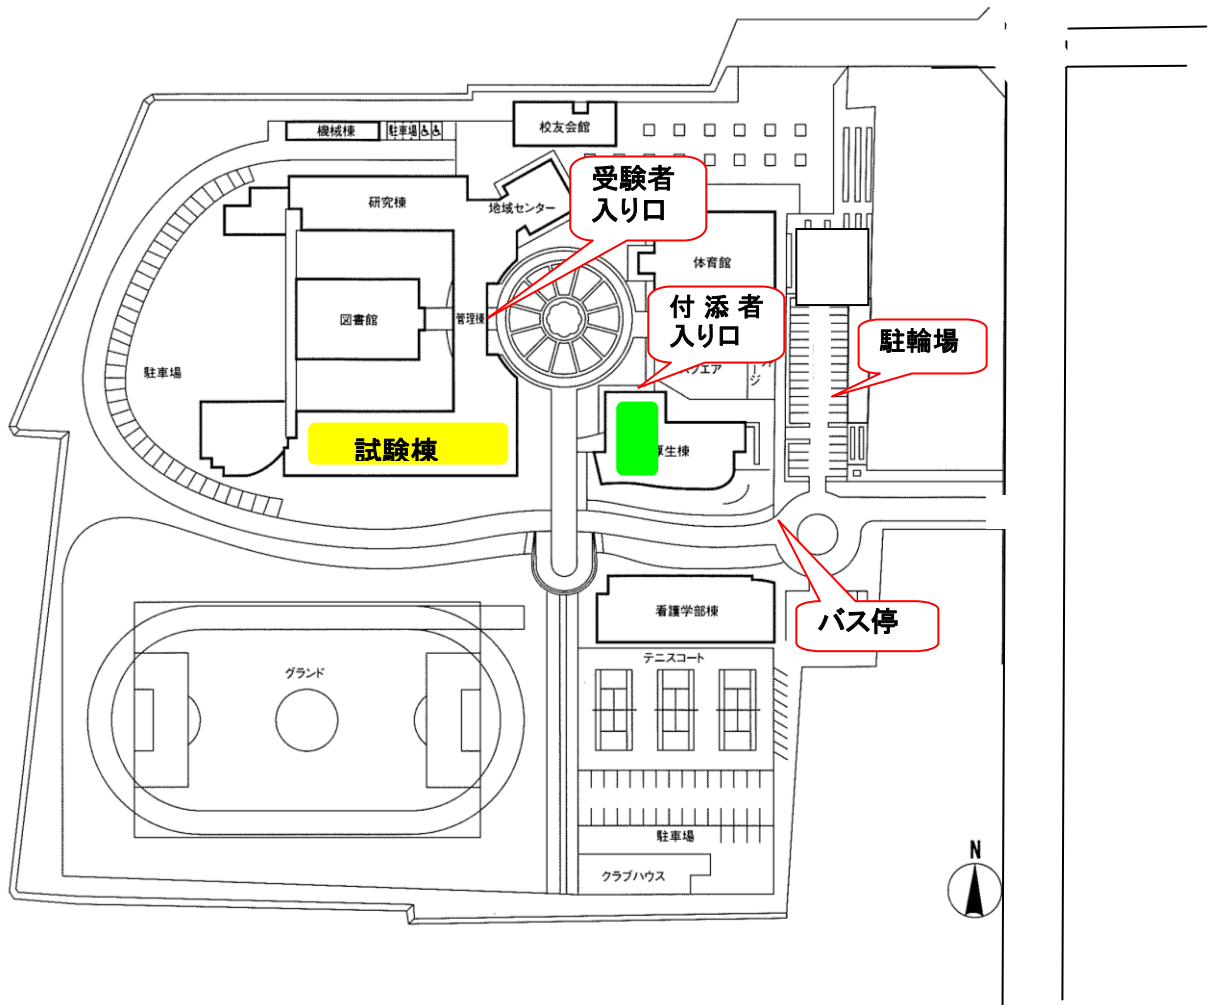 機械棟
駐車場
校友会館
受験者
入り口
研究棟
地域センター
体育館
付添者
入り口
図書館
管理棟
駐輪場
駐車場
試験棟
厚生棟
バス停
看護学部棟
テニスコート
グランド
駐車場
クラブハウス
N